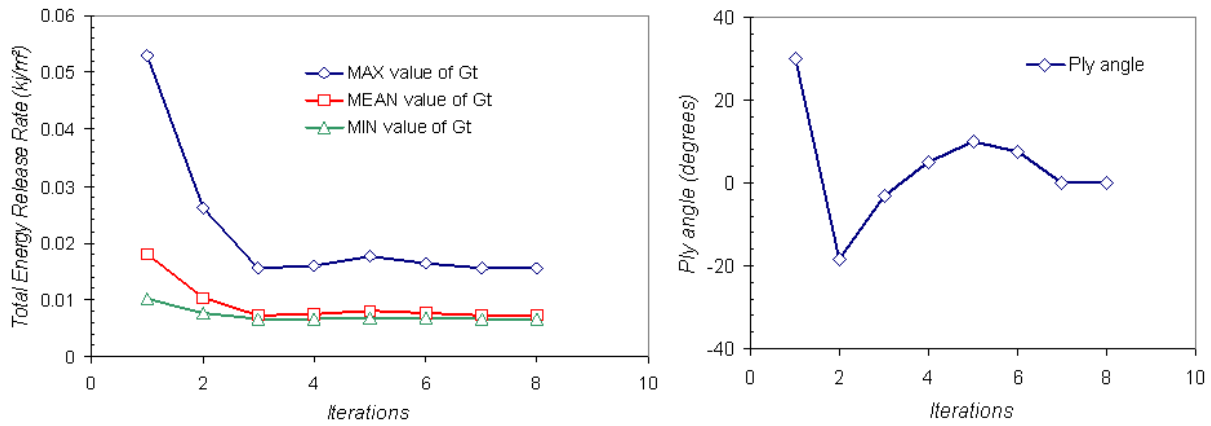 0.06
0.05
0.04
0.03
0.02
0.01
0
Total Energy Release Rate (kj/m²)
MAX value of Gt
MEAN value of Gt
MIN value of Gt
0 2 4 6 8 10
Iterations
40
20
0
-20
-40
Ply angle (degrees)
Ply angle
0 2 4 6 8 10
Iterations